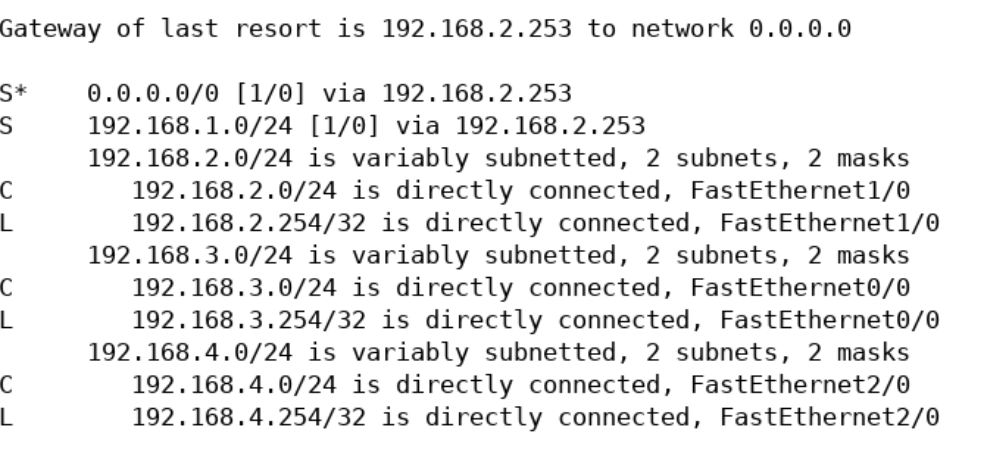 Gateway of last resort is 192.168.2.253 to network 0.0.0.0
S*    0.0.0.0/0 [1/0] via 192.168.2.253
S     192.168.1.0/24 [1/0] via 192.168.2.253
      192.168.2.0/24 is variably subnetted, 2 subnets, 2 masks
C        192.168.2.0/24 is directly connected, FastEthernet1/0
L        192.168.2.254/32 is directly connected, FastEthernet1/0
      192.168.3.0/24 is variably subnetted, 2 subnets, 2 masks
C        192.168.3.0/24 is directly connected, FastEthernet0/0
L        192.168.3.254/32 is directly connected, FastEthernet0/0
      192.168.4.0/24 is variably subnetted, 2 subnets, 2 masks
C        192.168.4.0/24 is directly connected, FastEthernet2/0
L        192.168.4.254/32 is directly connected, FastEthernet2/0